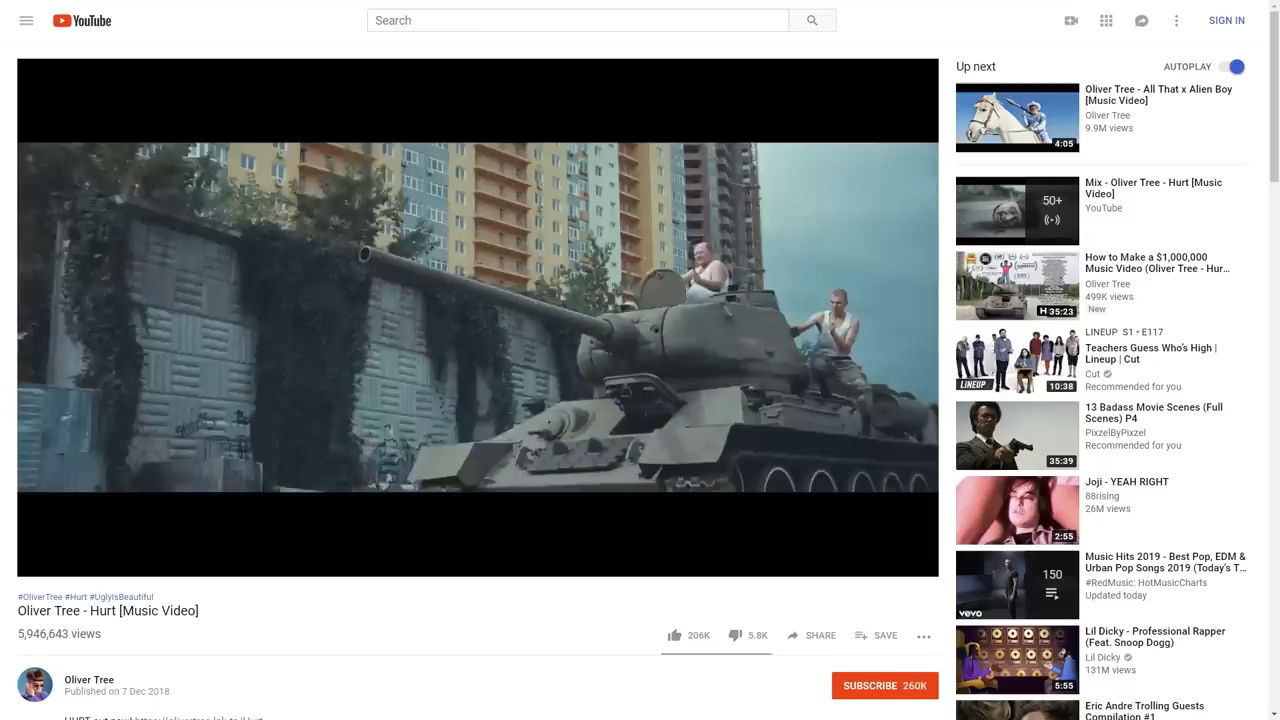 YouTube
Search
SIGN IN
Up next
AUTOPLAY
Oliver Tree - All That x Alien Boy
[Music Video]
Oliver Tree
9.9M views
4:05
Mix - Oliver Tree - Hurt [Music
Video]
YouTube
50+
How to Make a $1,000,000
Music Video (Oliver Tree - Hur...
Oliver Tree
499K views
New
H 35:23
LINEUP S1 • E117
Teachers Guess Who's High |
Lineup | Cut
Cut
Recommended for you
LINEUP
10:38
13 Badass Movie Scenes (Full
Scenes) P4
PixzelByPixzel
Recommended for you
35:39
Joji - YEAH RIGHT
88rising
26M views
2:55
Music Hits 2019 - Best Pop, EDM &
Urban Pop Songs 2019 (Today's T...
#RedMusic: HotMusicCharts
Updated today
150
vevo
Lil Dicky - Professional Rapper
(Feat. Snoop Dogg)
Lil Dicky
131M views
5:55
Eric Andre Trolling Guests
Compilation #1
#OliverTree #Hurt #UglyIsBeautiful
Oliver Tree - Hurt [Music Video]
5,946,643 views
206K
5.8K
SHARE
SAVE
Oliver Tree
Published on 7 Dec 2018
SUBSCRIBE 260K